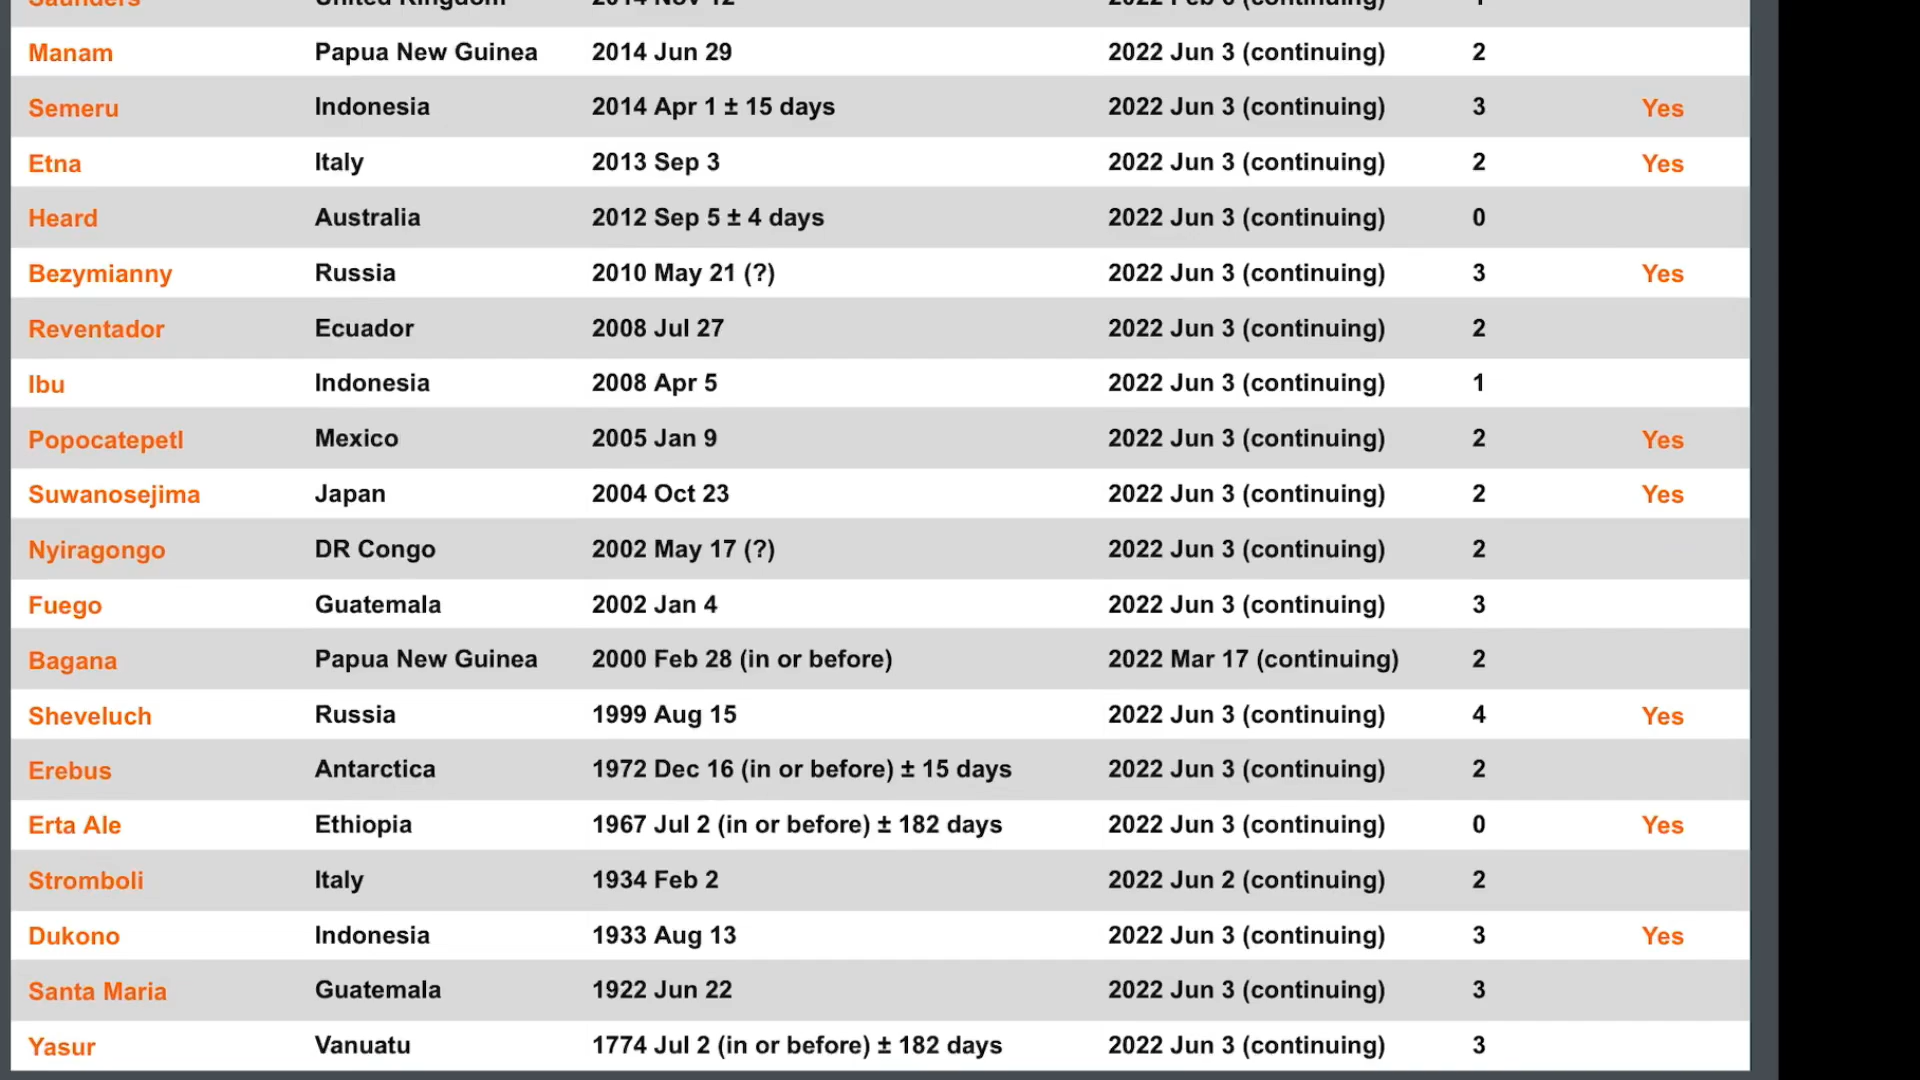 Saunders United Kingdom 2014 Nov 12 2022 Feb 6 (continuing) 1
Manam Papua New Guinea 2014 Jun 29 2022 Jun 3 (continuing) 2
Semeru Indonesia 2014 Apr 1 ± 15 days 2022 Jun 3 (continuing) 3 Yes
Etna Italy 2013 Sep 3 2022 Jun 3 (continuing) 2 Yes
Heard Australia 2012 Sep 5 ± 4 days 2022 Jun 3 (continuing) 0
Bezymianny Russia 2010 May 21 (?) 2022 Jun 3 (continuing) 3 Yes
Reventador Ecuador 2008 Jul 27 2022 Jun 3 (continuing) 2
Ibu Indonesia 2008 Apr 5 2022 Jun 3 (continuing) 1
Popocatepetl Mexico 2005 Jan 9 2022 Jun 3 (continuing) 2 Yes
Suwanosejima Japan 2004 Oct 23 2022 Jun 3 (continuing) 2 Yes
Nyiragongo DR Congo 2002 May 17 (?) 2022 Jun 3 (continuing) 2
Fuego Guatemala 2002 Jan 4 2022 Jun 3 (continuing) 3
Bagana Papua New Guinea 2000 Feb 28 (in or before) 2022 Mar 17 (continuing) 2
Sheveluch Russia 1999 Aug 15 2022 Jun 3 (continuing) 4 Yes
Erebus Antarctica 1972 Dec 16 (in or before) ± 15 days 2022 Jun 3 (continuing) 2
Erta Ale Ethiopia 1967 Jul 2 (in or before) ± 182 days 2022 Jun 3 (continuing) 0 Yes
Stromboli Italy 1934 Feb 2 2022 Jun 2 (continuing) 2
Dukono Indonesia 1933 Aug 13 2022 Jun 3 (continuing) 3 Yes
Santa Maria Guatemala 1922 Jun 22 2022 Jun 3 (continuing) 3
Yasur Vanuatu 1774 Jul 2 (in or before) ± 182 days 2022 Jun 3 (continuing) 3